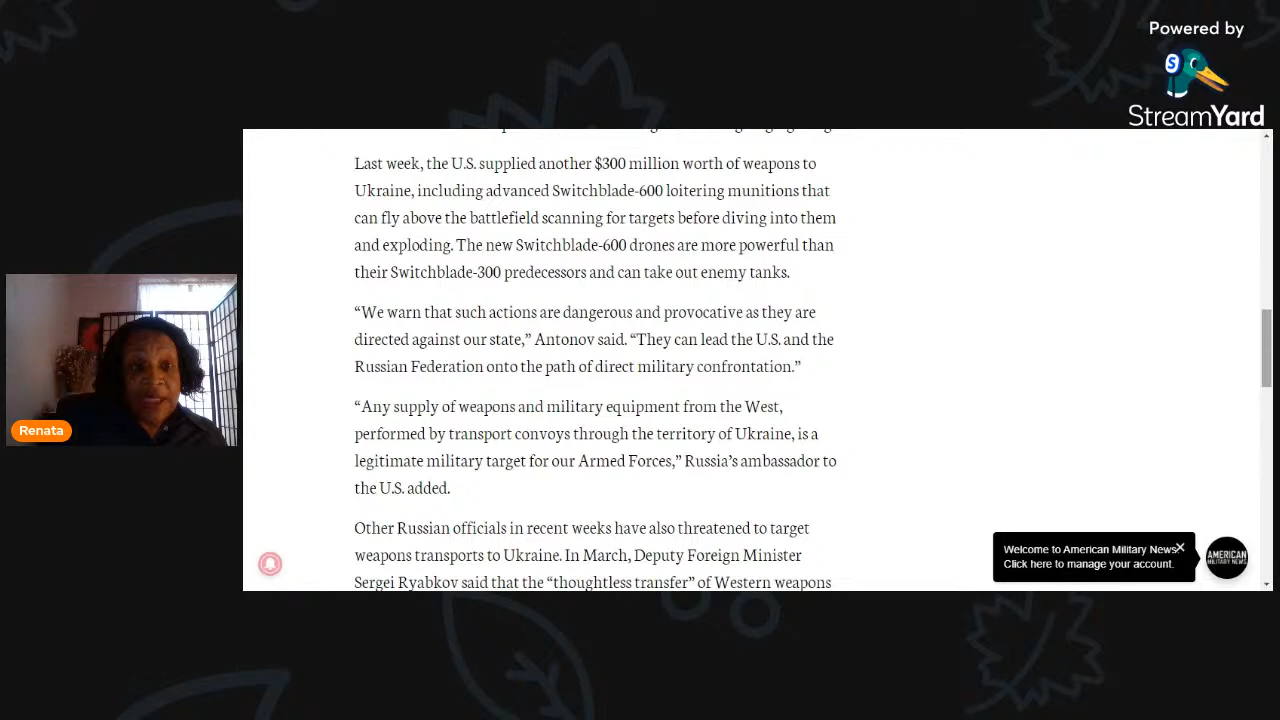 Powered by
StreamYard
Last week, the U.S. supplied another $300 million worth of weapons to
Ukraine, including advanced Switchblade-600 loitering munitions that
can fly above the battlefield scanning for targets before diving into them
and exploding. The new Switchblade-600 drones are more powerful than
their Switchblade-300 predecessors and can take out enemy tanks.
“We warn that such actions are dangerous and provocative as they are
directed against our state,” Antonov said. “They can lead the U.S. and the
Russian Federation onto the path of direct military confrontation.”
“Any supply of weapons and military equipment from the West,
performed by transport convoys through the territory of Ukraine, is a
legitimate military target for our Armed Forces,” Russia’s ambassador to
the U.S. added.
Other Russian officials in recent weeks have also threatened to target
weapons transports to Ukraine. In March, Deputy Foreign Minister
Sergei Ryabkov said that the “thoughtless transfer” of Western weapons
Renata
Welcome to American Military News
Click here to manage your account.
AMERICAN
MILITARY NEWS